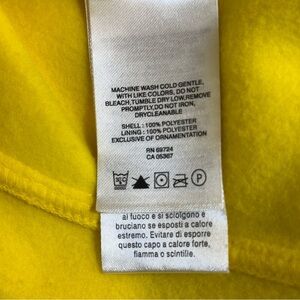 MACHINE WASH COLD GENTLE,
WITH LIKE COLORS, DO NOT
BLEACH,TUMBLE DRY LOW,REMOVE
PROMPTLY,DO NOT IRON,
DRYCLEANABLE
SHELL : 100% POLYESTER
LINING : 100% POLYESTER
EXCLUSIVE OF ORNAMENTATION
RN 69724
CA 05367
P
al fuoco e si sciolgono e
bruciano se esposti a calore
estremo. Evitare di esporre
questo capo a calore forte,
fiamma o scintille.